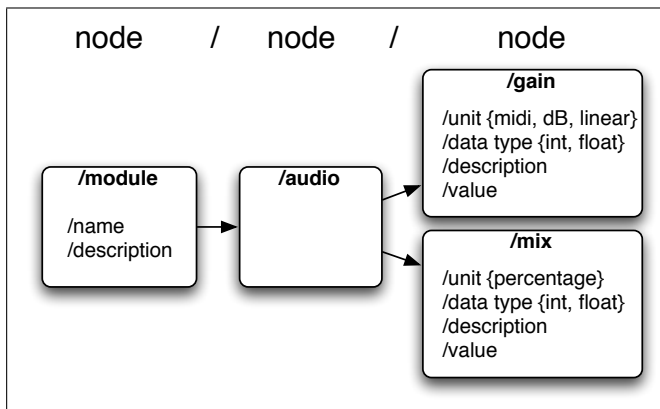 node / node / node
/module
/name
/description
/audio
/gain
/unit {midi, dB, linear}
/data type {int, float}
/description
/value
/mix
/unit {percentage}
/data type {int, float}
/description
/value